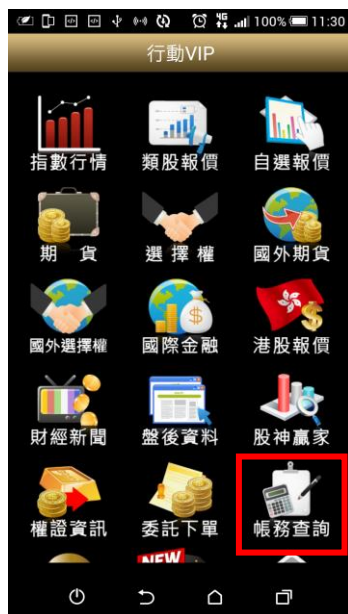 4G 100% 11:30
行動VIP
指數行情 類股報價 自選報價
期 貨 選擇權 國外期貨
國外選擇權 國際金融 港股報價
財經新聞 盤後資料 股神贏家
權證資訊 委託下單 帳務查詢
NEW